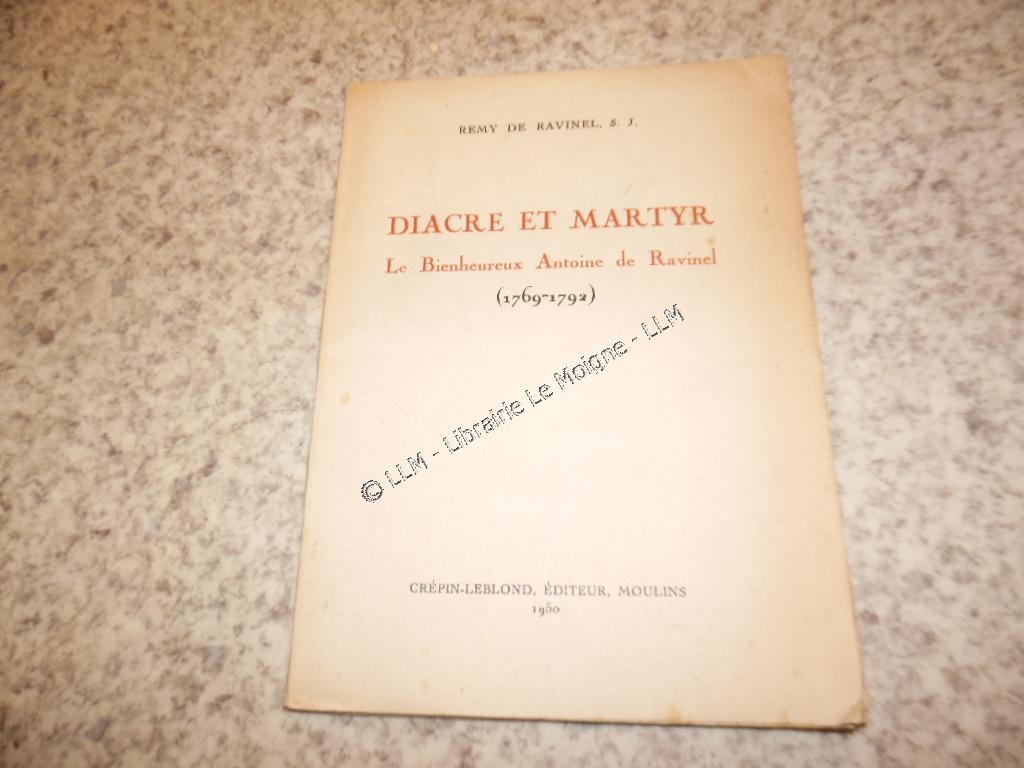 REMY DE RAVINEL, S. J.
DIACRE ET MARTYR
Le Bienheureux Antoine de Ravinel
(1769-1792)
© LLM - Librairie Le Moigne - LLM
CRÉPIN-LEBLOND, ÉDITEUR, MOULINS
1950